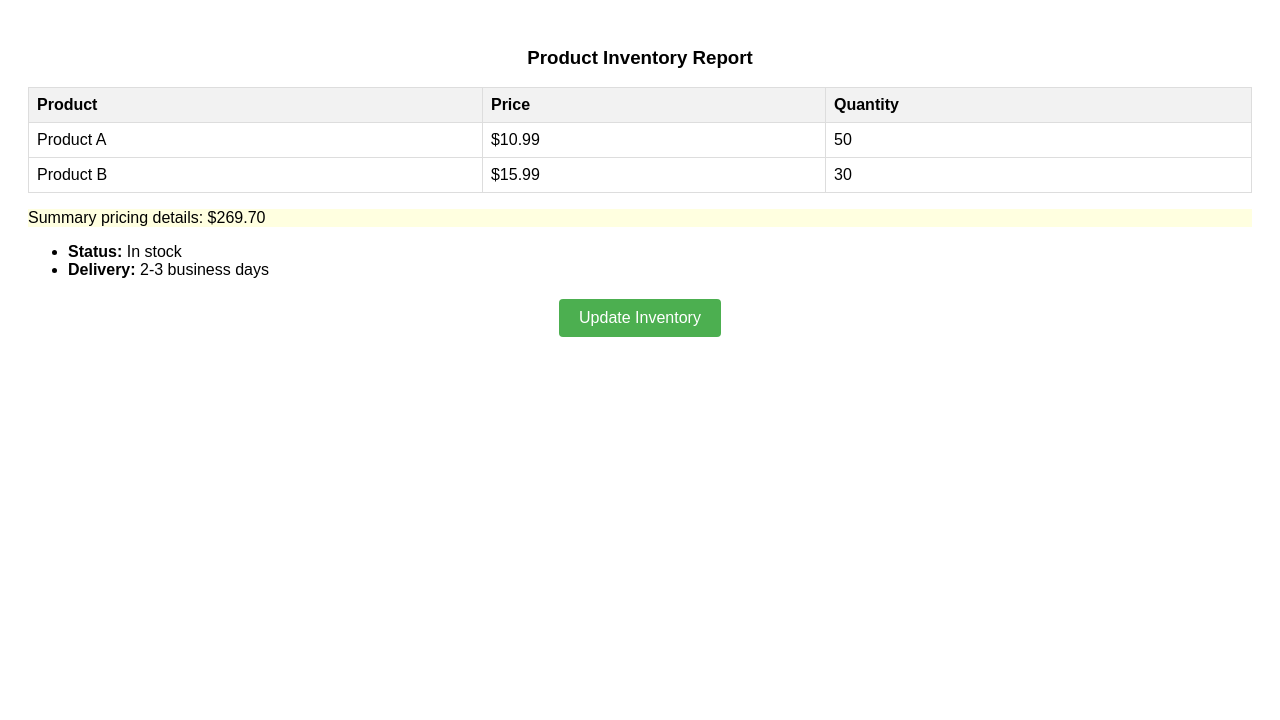 Product Inventory Report
Product Price Quantity
Product A $10.99 50
Product B $15.99 30
Summary pricing details: $269.70
Status: In stock
Delivery: 2-3 business days
Update Inventory